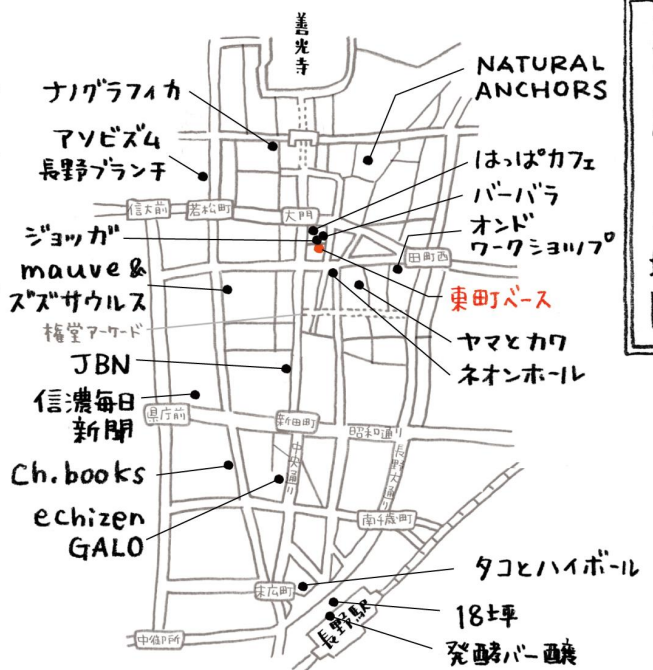 善光寺
NATURAL
ANCHORS
ナノグラフィカ
アソビズム
長野ブランチ
はっぱカフェ
バーバラ
オンド
ワークショップ
信大前
若松町
大門
田町西
ジョッガ
mauve &
ズズサウルス
東町ベース
権堂アーケード
ヤマとカワ
ネオンホール
JBN
信濃毎日
新聞
県庁前
新田町
昭和通り
中央通り
長野大通り
Ch.books
echizen
GALO
南千歳町
タコとハイボール
末広町
18坪
長野駅
中御所
発酵バー醸